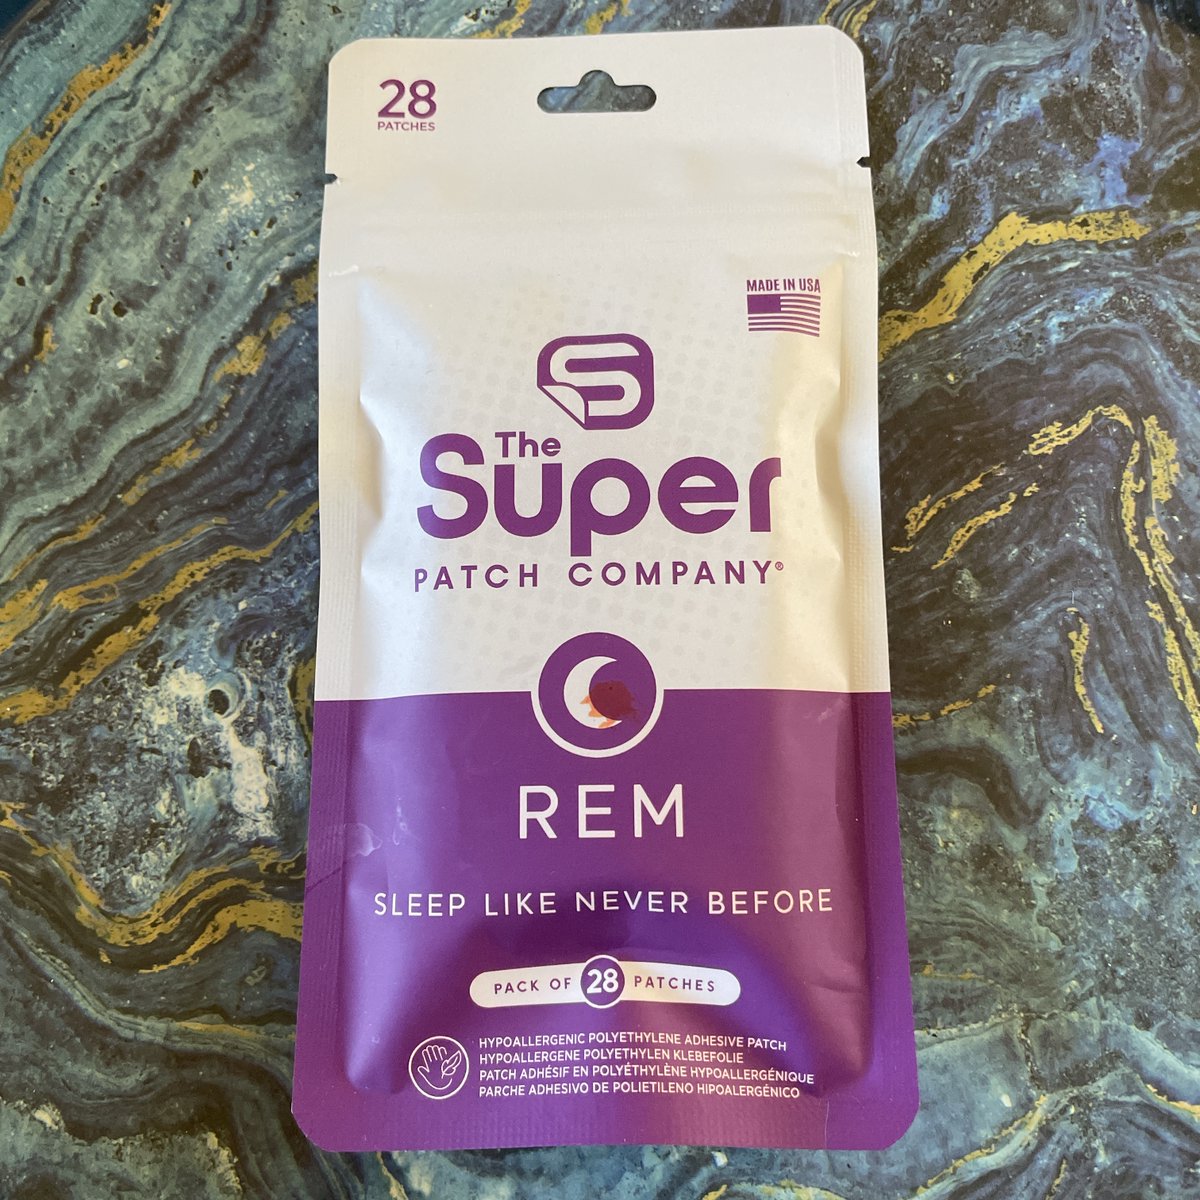 28
PATCHES
MADE IN USA
S
The
Super
PATCH COMPANY®
REM
SLEEP LIKE NEVER BEFORE
PACK OF 28 PATCHES
HYPOALLERGENIC POLYETHYLENE ADHESIVE PATCH
HYPOALLERGENE POLYETHYLEN KLEBEFOLIE
PATCH ADHÉSIF EN POLYÉTHYLÈNE HYPOALLERGÉNIQUE
PARCHE ADHESIVO DE POLIETILENO HIPOALERGÉNICO